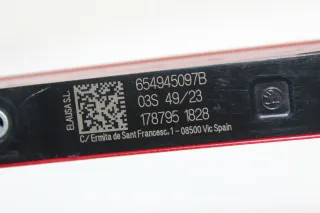 ELAUSA S.L.
654945097B
03S 49/23
178795 1828
C/ Ermita de Sant Francesc, 1 - 08500 Vic Spain